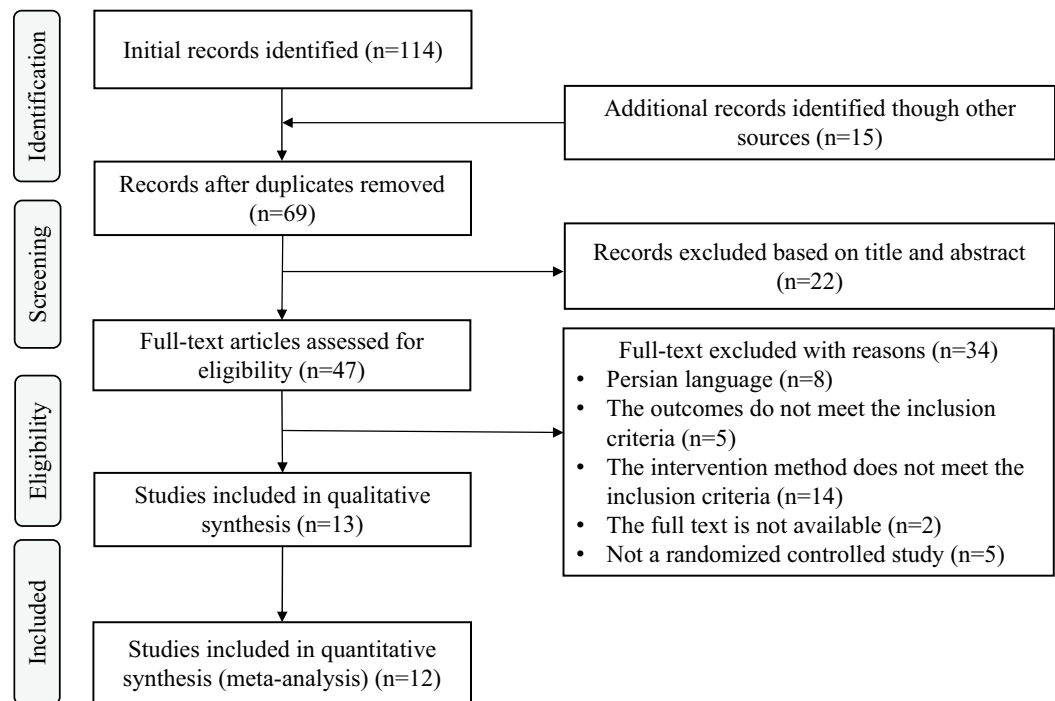 Identification
Initial records identified (n=114)
Additional records identified though other
sources (n=15)
Records after duplicates removed
(n=69)
Screening
Records excluded based on title and abstract
(n=22)
Full-text articles assessed for
eligibility (n=47)
Eligibility
Full-text excluded with reasons (n=34)
• Persian language (n=8)
• The outcomes do not meet the inclusion
criteria (n=5)
• The intervention method does not meet the
inclusion criteria (n=14)
• The full text is not available (n=2)
• Not a randomized controlled study (n=5)
Studies included in qualitative
synthesis (n=13)
Included
Studies included in quantitative
synthesis (meta-analysis) (n=12)